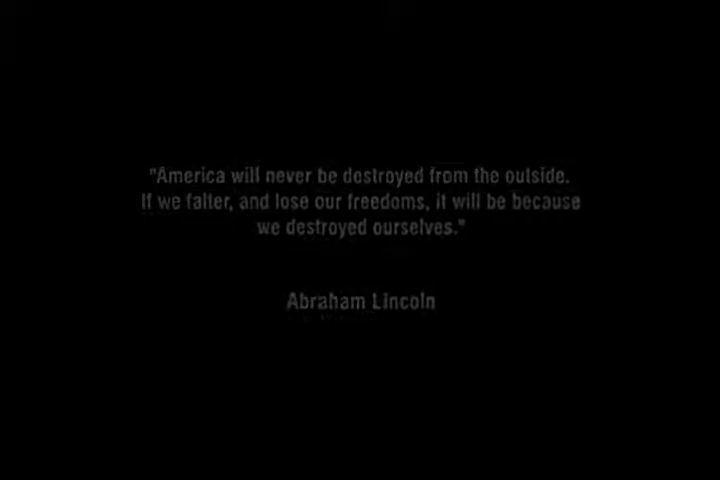 "America will never be destroyed from the outside.
If we falter, and lose our freedoms, it will be because
we destroyed ourselves."
Abraham Lincoln